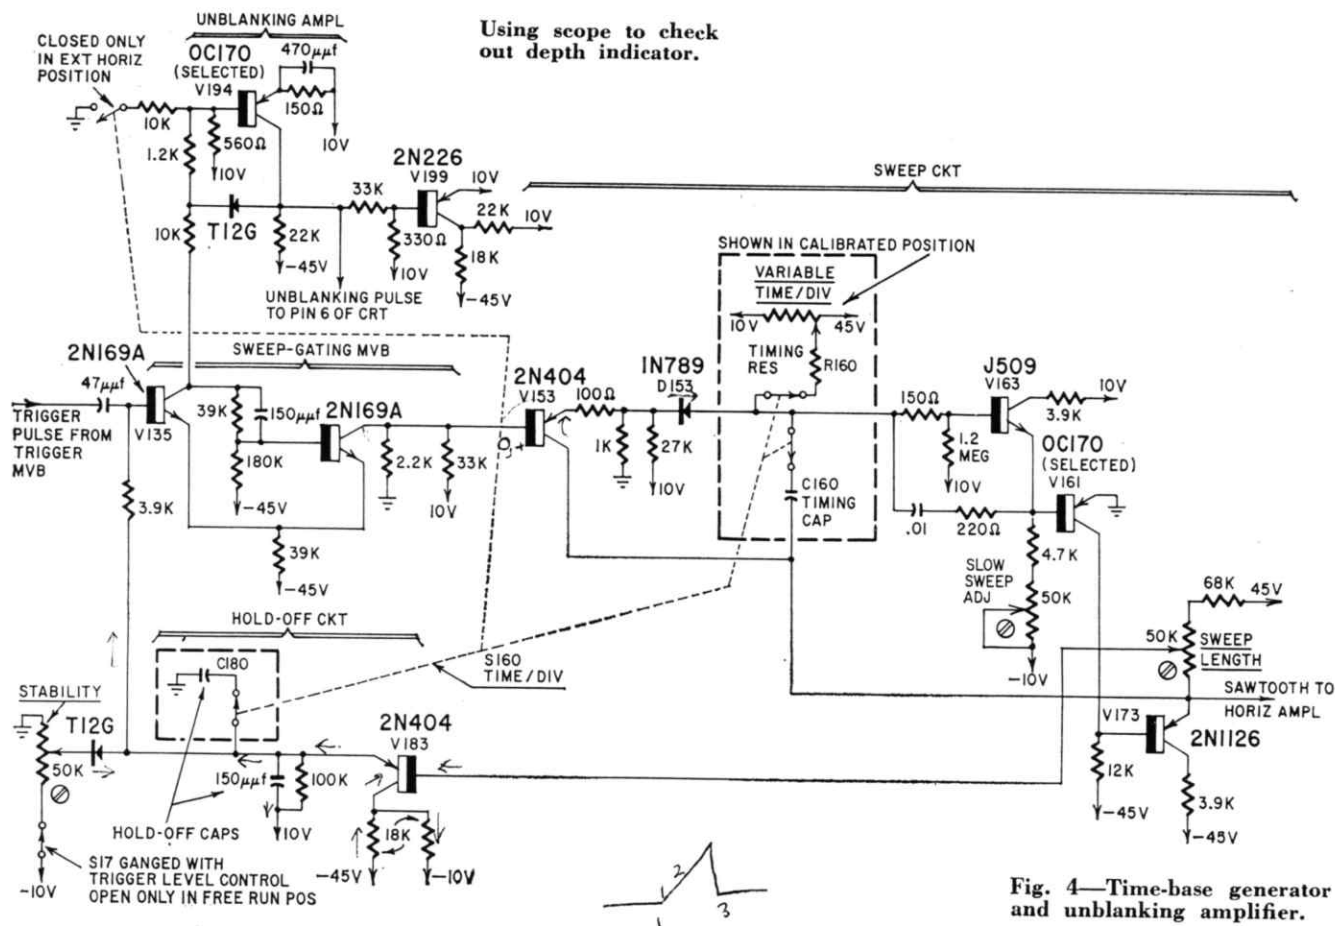 Using scope to check
out depth indicator.
UNBLANKING AMPL
CLOSED ONLY
IN EXT HORIZ
POSITION
OC170
(SELECTED)
V194
470μμf
150Ω
10V
10K
1.2K
560Ω
10V
2N226
V199
10V
33K
22K
10V
T12G
10K
22K
-45V
330Ω
10V
18K
-45V
UNBLANKING PULSE
TO PIN 6 OF CRT
SWEEP CKT
SHOWN IN CALIBRATED POSITION
VARIABLE
TIME/DIV
10V
45V
TIMING
RES
R160
2N169A
SWEEP-GATING MVB
47μμf
TRIGGER
PULSE FROM
TRIGGER
MVB
V135
39K
150μμf
2N169A
180K
-45V
2.2K
33K
10V
3.9K
39K
-45V
2N404
V153
100Ω
1N789
D153
1K
27K
10V
C160
TIMING
CAP
150Ω
J509
V163
10V
3.9K
1.2
MEG
10V
OC170
(SELECTED)
V161
.01
220Ω
4.7K
SLOW
SWEEP
ADJ
50K
-10V
68K
45V
50K
SWEEP
LENGTH
SAWTOOTH TO
HORIZ AMPL
V173
2N1126
12K
-45V
3.9K
-45V
HOLD-OFF CKT
C180
S160
TIME/DIV
STABILITY
T12G
50K
2N404
V183
150μμf
100K
10V
HOLD-OFF CAPS
18K
-45V
-10V
S17 GANGED WITH
TRIGGER LEVEL CONTROL
OPEN ONLY IN FREE RUN POS
-10V
1
2
3
Fig. 4—Time-base generator
and unblanking amplifier.